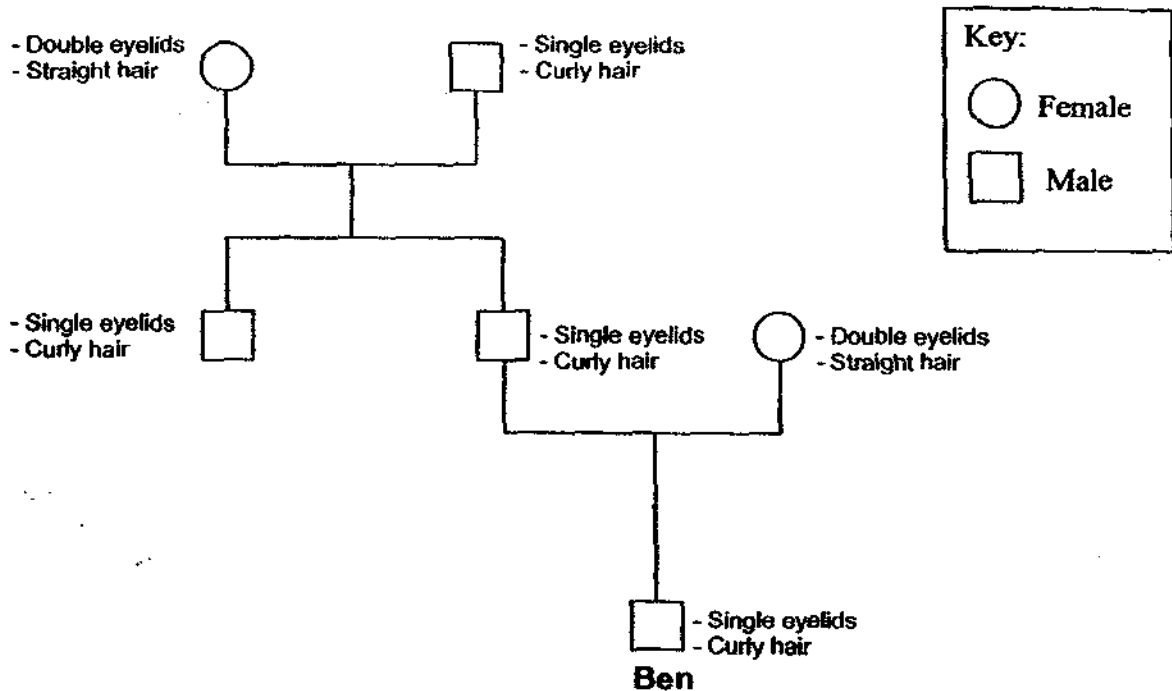 - Double eyelids
- Straight hair
- Single eyelids
- Curly hair
Key:
Female
Male
- Single eyelids
- Curly hair
- Single eyelids
- Curly hair
- Double eyelids
- Straight hair
- Single eyelids
- Curly hair
Ben